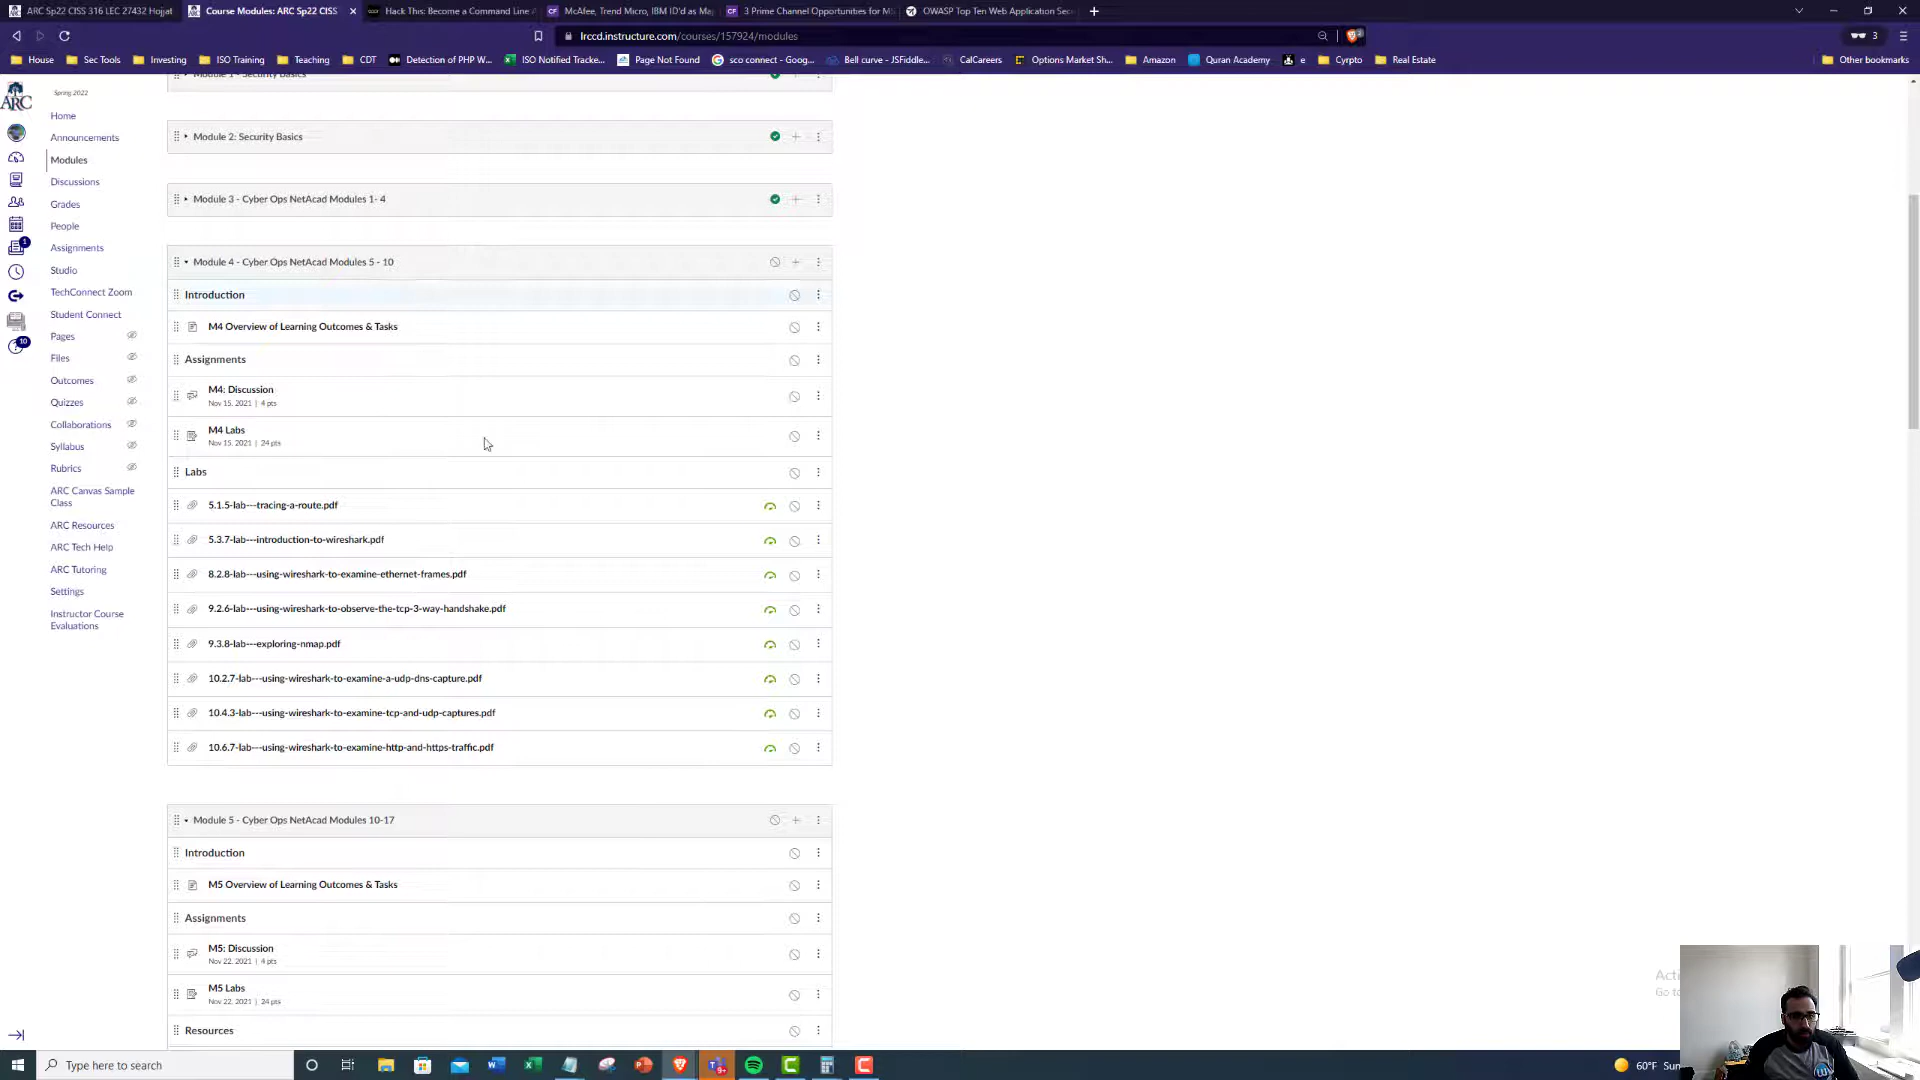 ARC Sp22 CISS 316 LEC 27432 Hojjat
Course Modules: ARC Sp22 CISS
Hack This: Become a Command Line
McAfee, Trend Micro, IBM ID'd as Ma
3 Prime Channel Opportunities for M
OWASP Top Ten Web Application Sec
lrccd.instructure.com/courses/157924/modules
3
House
Sec Tools
Investing
ISO Training
Teaching
CDT
Detection of PHP W...
ISO Notified Tracke...
Page Not Found
sco connect - Goog...
Bell curve - JSFiddle...
CalCareers
Options Market Sh...
Amazon
Quran Academy
e
Cyrpto
Real Estate
Other bookmarks
ARC
1
10
Spring 2022
Home
Announcements
Modules
Discussions
Grades
People
Assignments
Studio
TechConnect Zoom
Student Connect
Pages
Files
Outcomes
Quizzes
Collaborations
Syllabus
Rubrics
ARC Canvas Sample
Class
ARC Resources
ARC Tech Help
ARC Tutoring
Settings
Instructor Course
Evaluations
Module 1 - Security Basics
Module 2: Security Basics
Module 3 - Cyber Ops NetAcad Modules 1- 4
Module 4 - Cyber Ops NetAcad Modules 5 - 10
Introduction
M4 Overview of Learning Outcomes & Tasks
Assignments
M4: Discussion
Nov 15, 2021 | 4 pts
M4 Labs
Nov 15, 2021 | 24 pts
Labs
5.1.5-lab---tracing-a-route.pdf
5.3.7-lab---introduction-to-wireshark.pdf
8.2.8-lab---using-wireshark-to-examine-ethernet-frames.pdf
9.2.6-lab---using-wireshark-to-observe-the-tcp-3-way-handshake.pdf
9.3.8-lab---exploring-nmap.pdf
10.2.7-lab---using-wireshark-to-examine-a-udp-dns-capture.pdf
10.4.3-lab---using-wireshark-to-examine-tcp-and-udp-captures.pdf
10.6.7-lab---using-wireshark-to-examine-http-and-https-traffic.pdf
Module 5 - Cyber Ops NetAcad Modules 10-17
Introduction
M5 Overview of Learning Outcomes & Tasks
Assignments
M5: Discussion
Nov 22, 2021 | 4 pts
M5 Labs
Nov 22, 2021 | 24 pts
Resources
Acti
Go to
Type here to search
60°F Sun